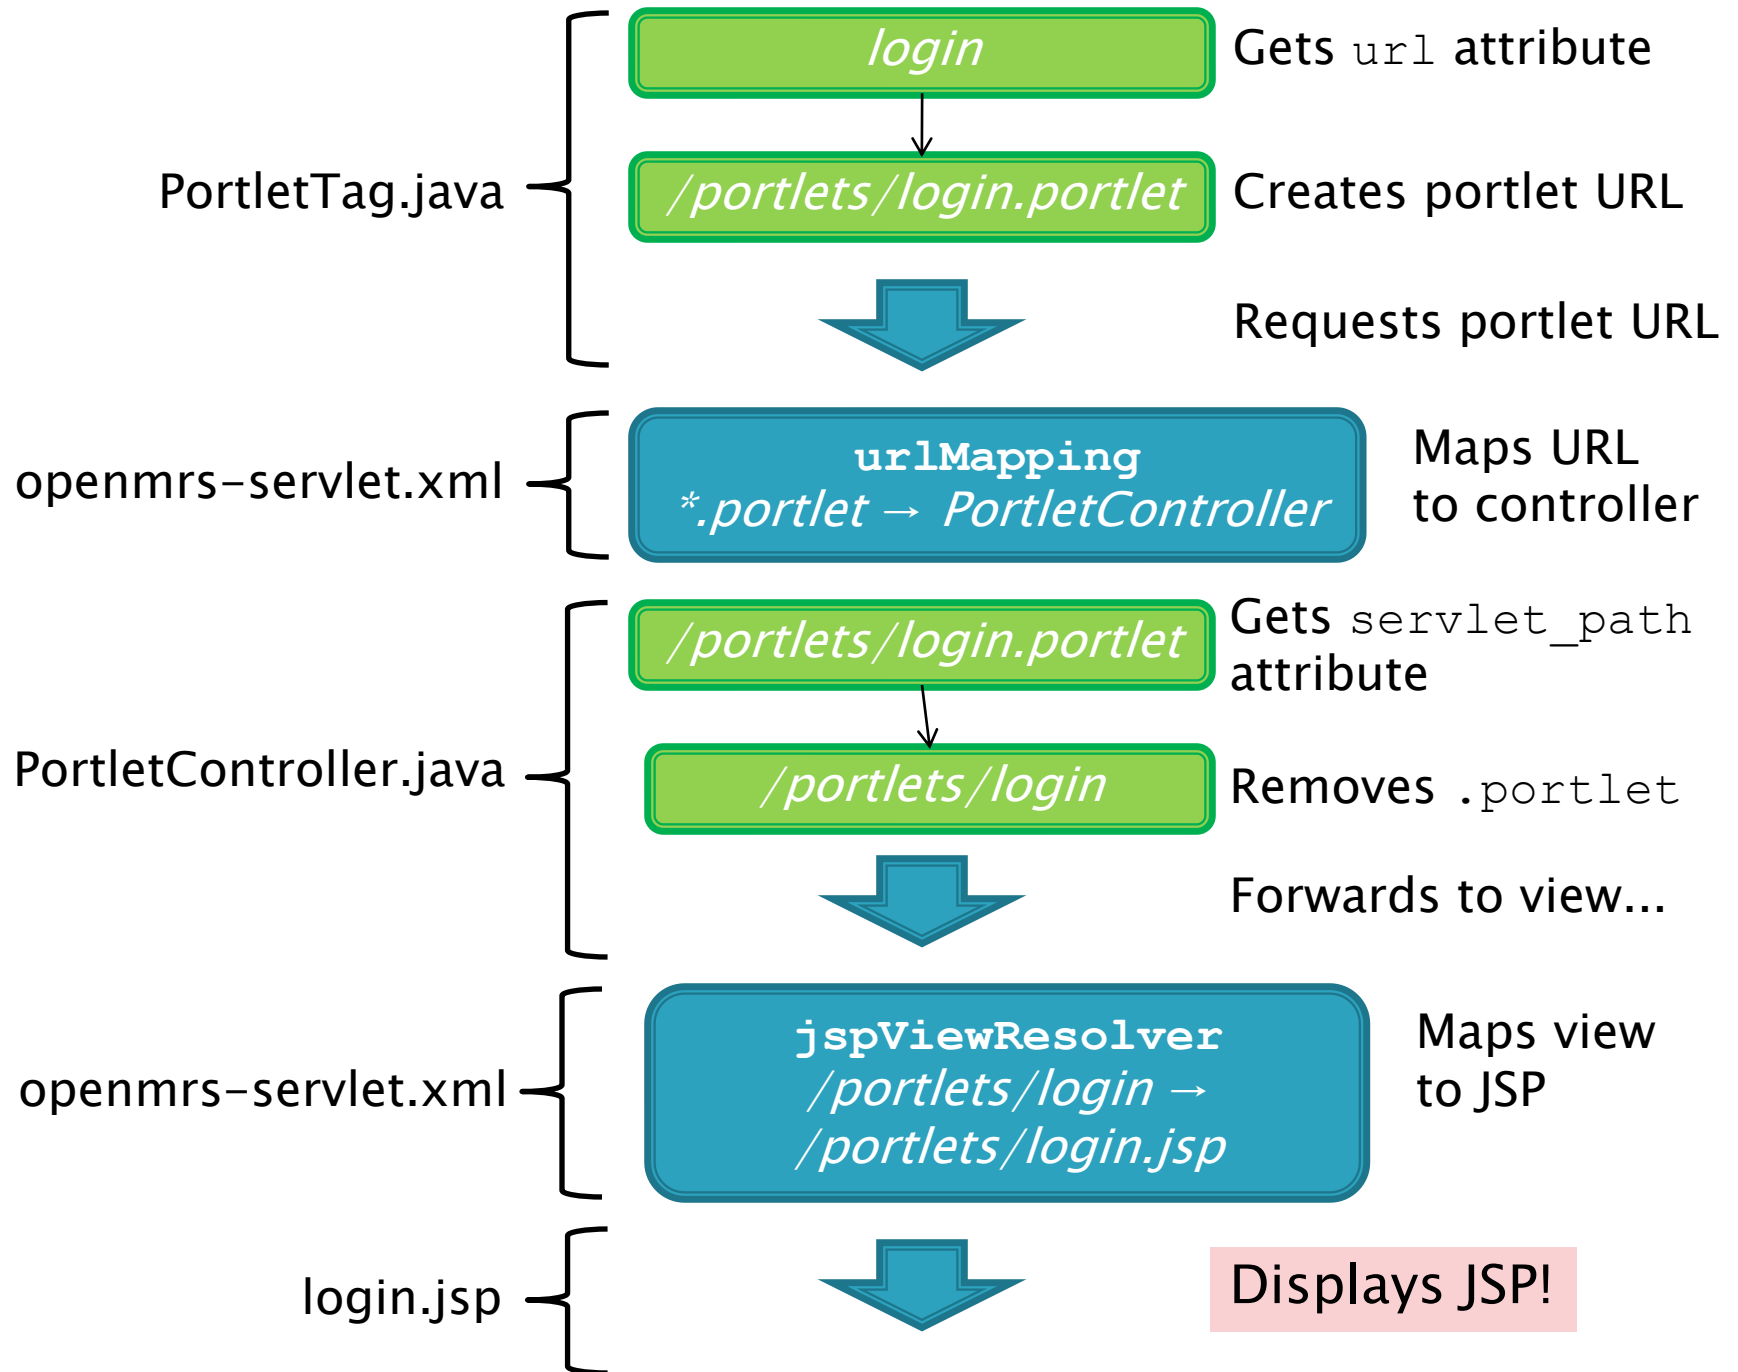 login
Gets url attribute
PortletTag.java
/portlets/login.portlet
Creates portlet URL
Requests portlet URL
openmrs-servlet.xml
urlMapping
*.portlet → PortletController
Maps URL
to controller
PortletController.java
/portlets/login.portlet
Gets servlet_path
attribute
/portlets/login
Removes .portlet
Forwards to view...
openmrs-servlet.xml
jspViewResolver
/portlets/login →
/portlets/login.jsp
Maps view
to JSP
login.jsp
Displays JSP!